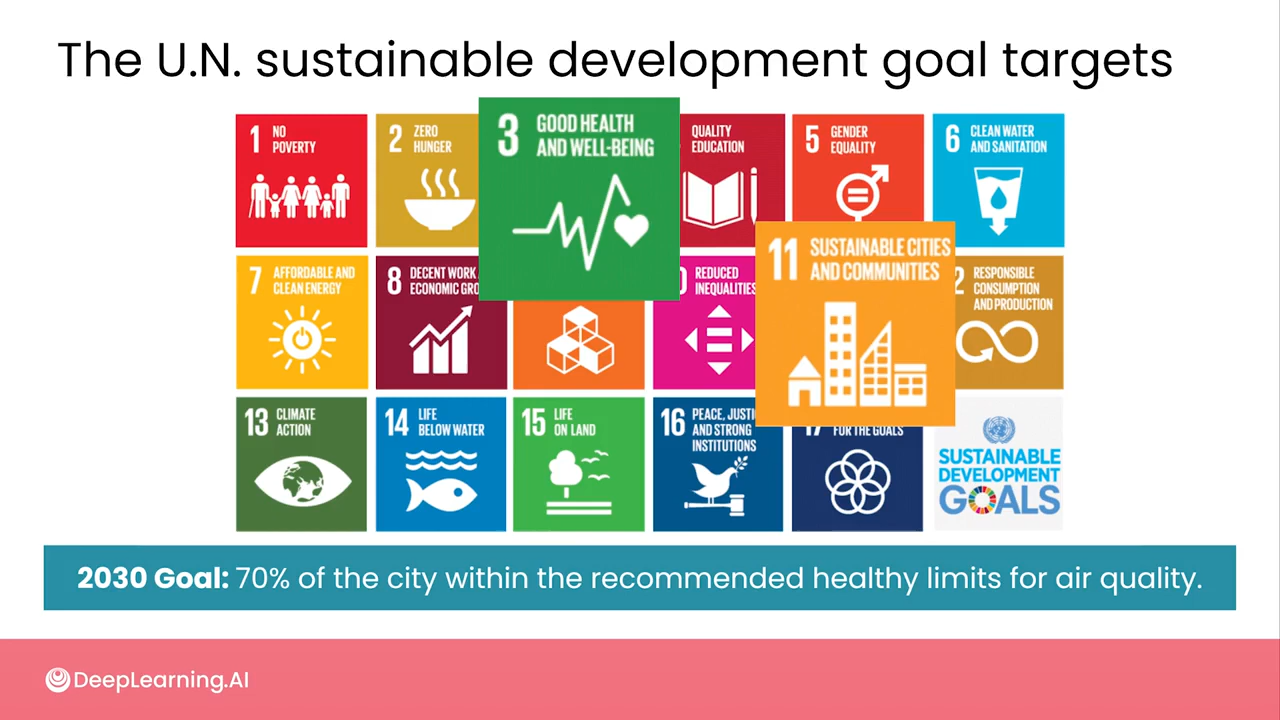 The U.N. sustainable development goal targets
1 NO
POVERTY
2 ZERO
HUNGER
3 GOOD HEALTH
AND WELL-BEING
QUALITY
EDUCATION
5 GENDER
EQUALITY
6 CLEAN WATER
AND SANITATION
7 AFFORDABLE AND
CLEAN ENERGY
8 DECENT WORK
ECONOMIC GRO
REDUCED
INEQUALITIES
11 SUSTAINABLE CITIES
AND COMMUNITIES
2 RESPONSIBLE
CONSUMPTION
AND PRODUCTION
13 CLIMATE
ACTION
14 LIFE
BELOW WATER
15 LIFE
ON LAND
16 PEACE, JUSTI
AND STRONG
INSTITUTIONS
17 FOR THE GOALS
SUSTAINABLE
DEVELOPMENT
GOALS
2030 Goal: 70% of the city within the recommended healthy limits for air quality.
DeepLearning.AI